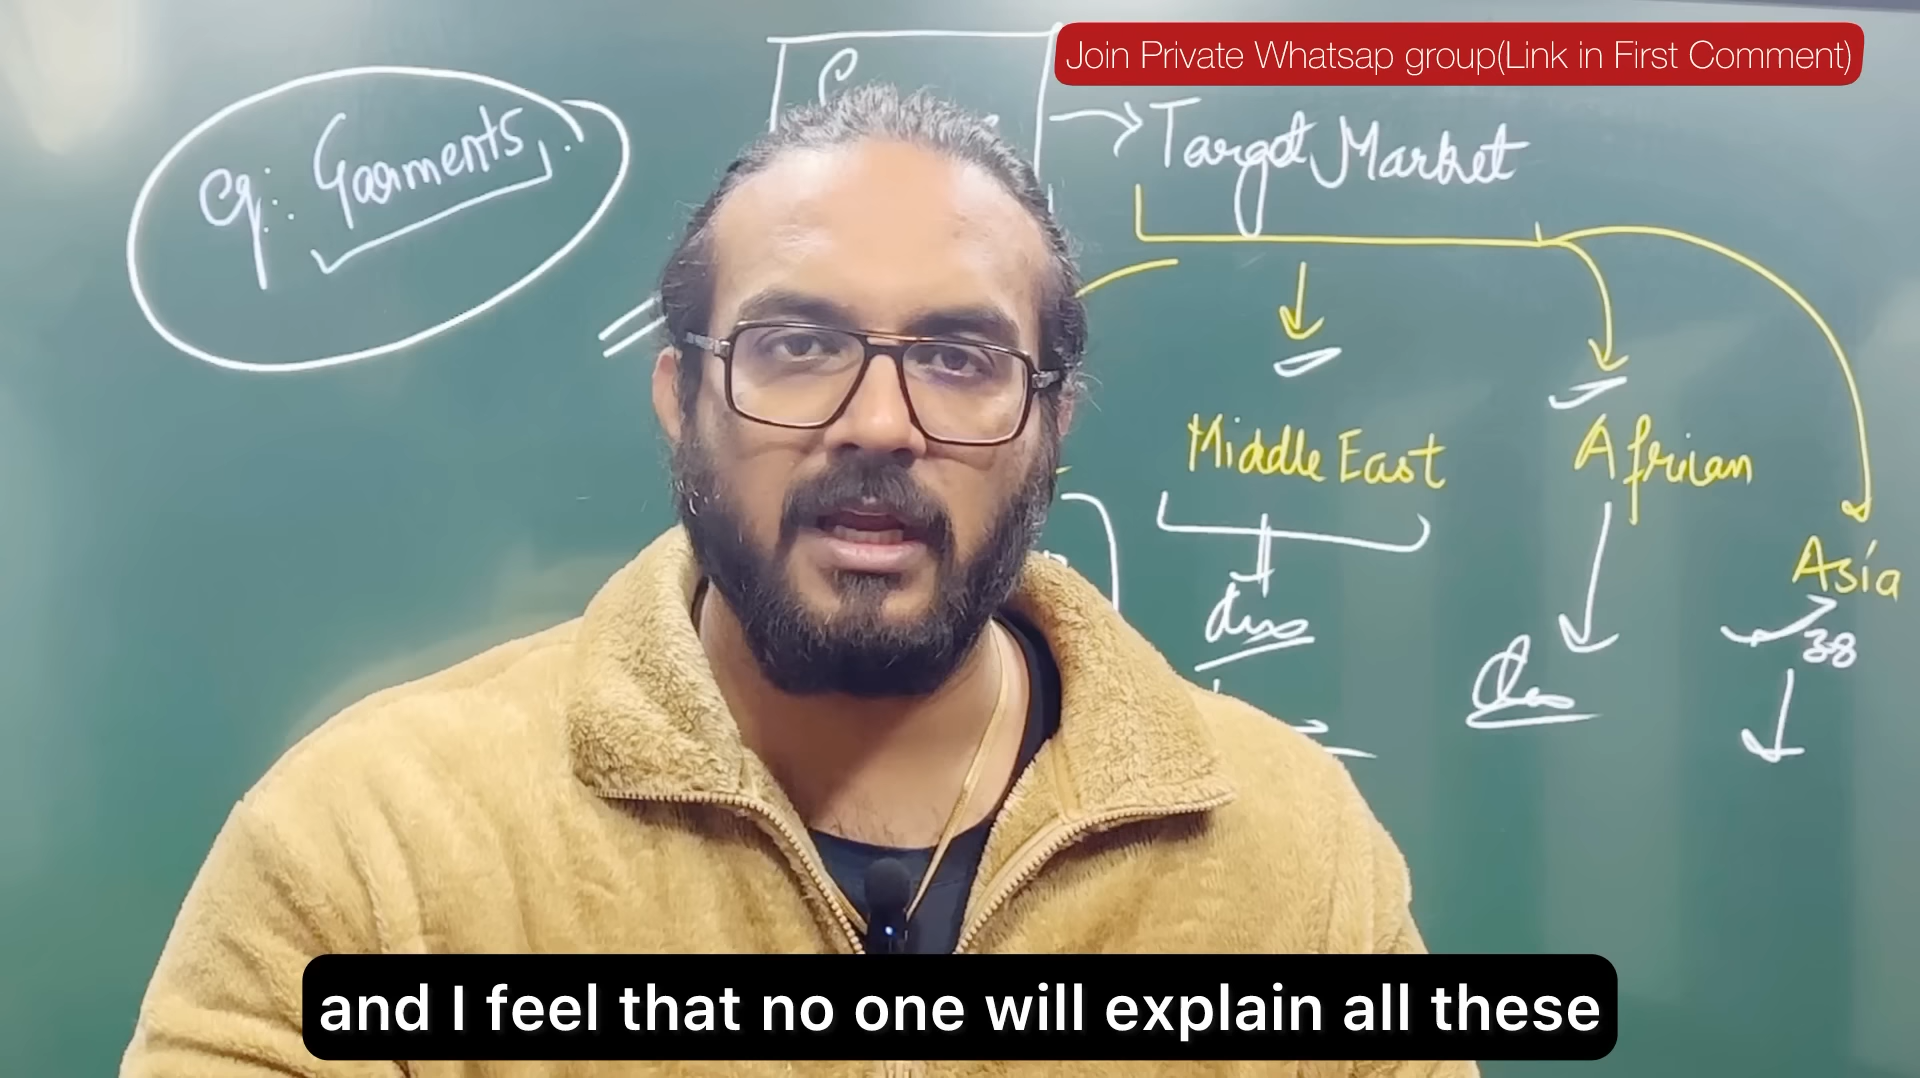 Join Private Whatsap group(Link in First Comment)
eg: Garments
Target Market
Middle East
African
Asia
38
and I feel that no one will explain all these